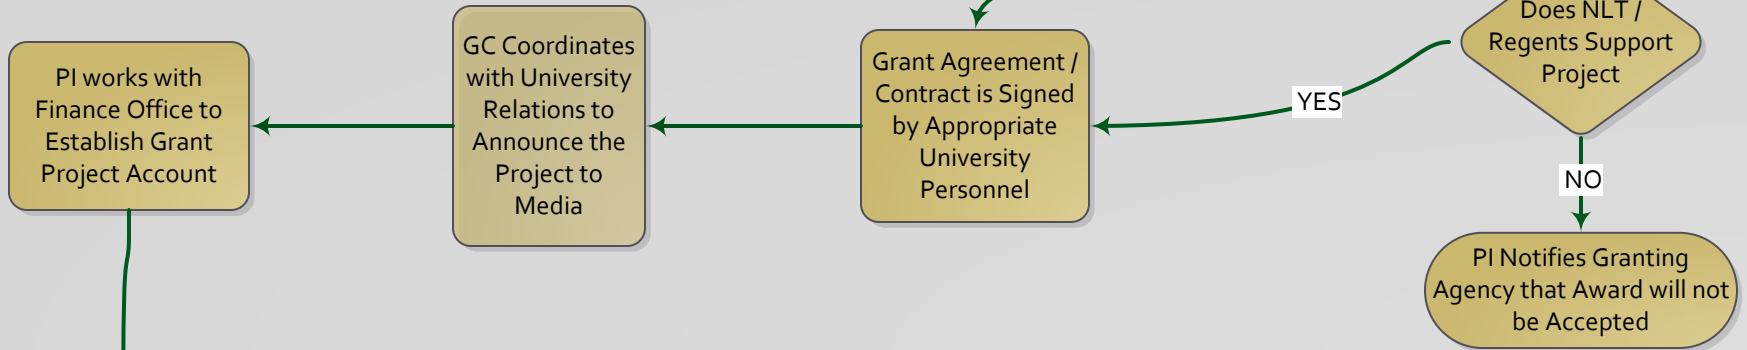 PI works with
Finance Office to
Establish Grant
Project Account
GC Coordinates
with University
Relations to
Announce the
Project to
Media
Grant Agreement /
Contract is Signed
by Appropriate
University
Personnel
YES
Does NLT /
Regents Support
Project
NO
PI Notifies Granting
Agency that Award will not
be Accepted